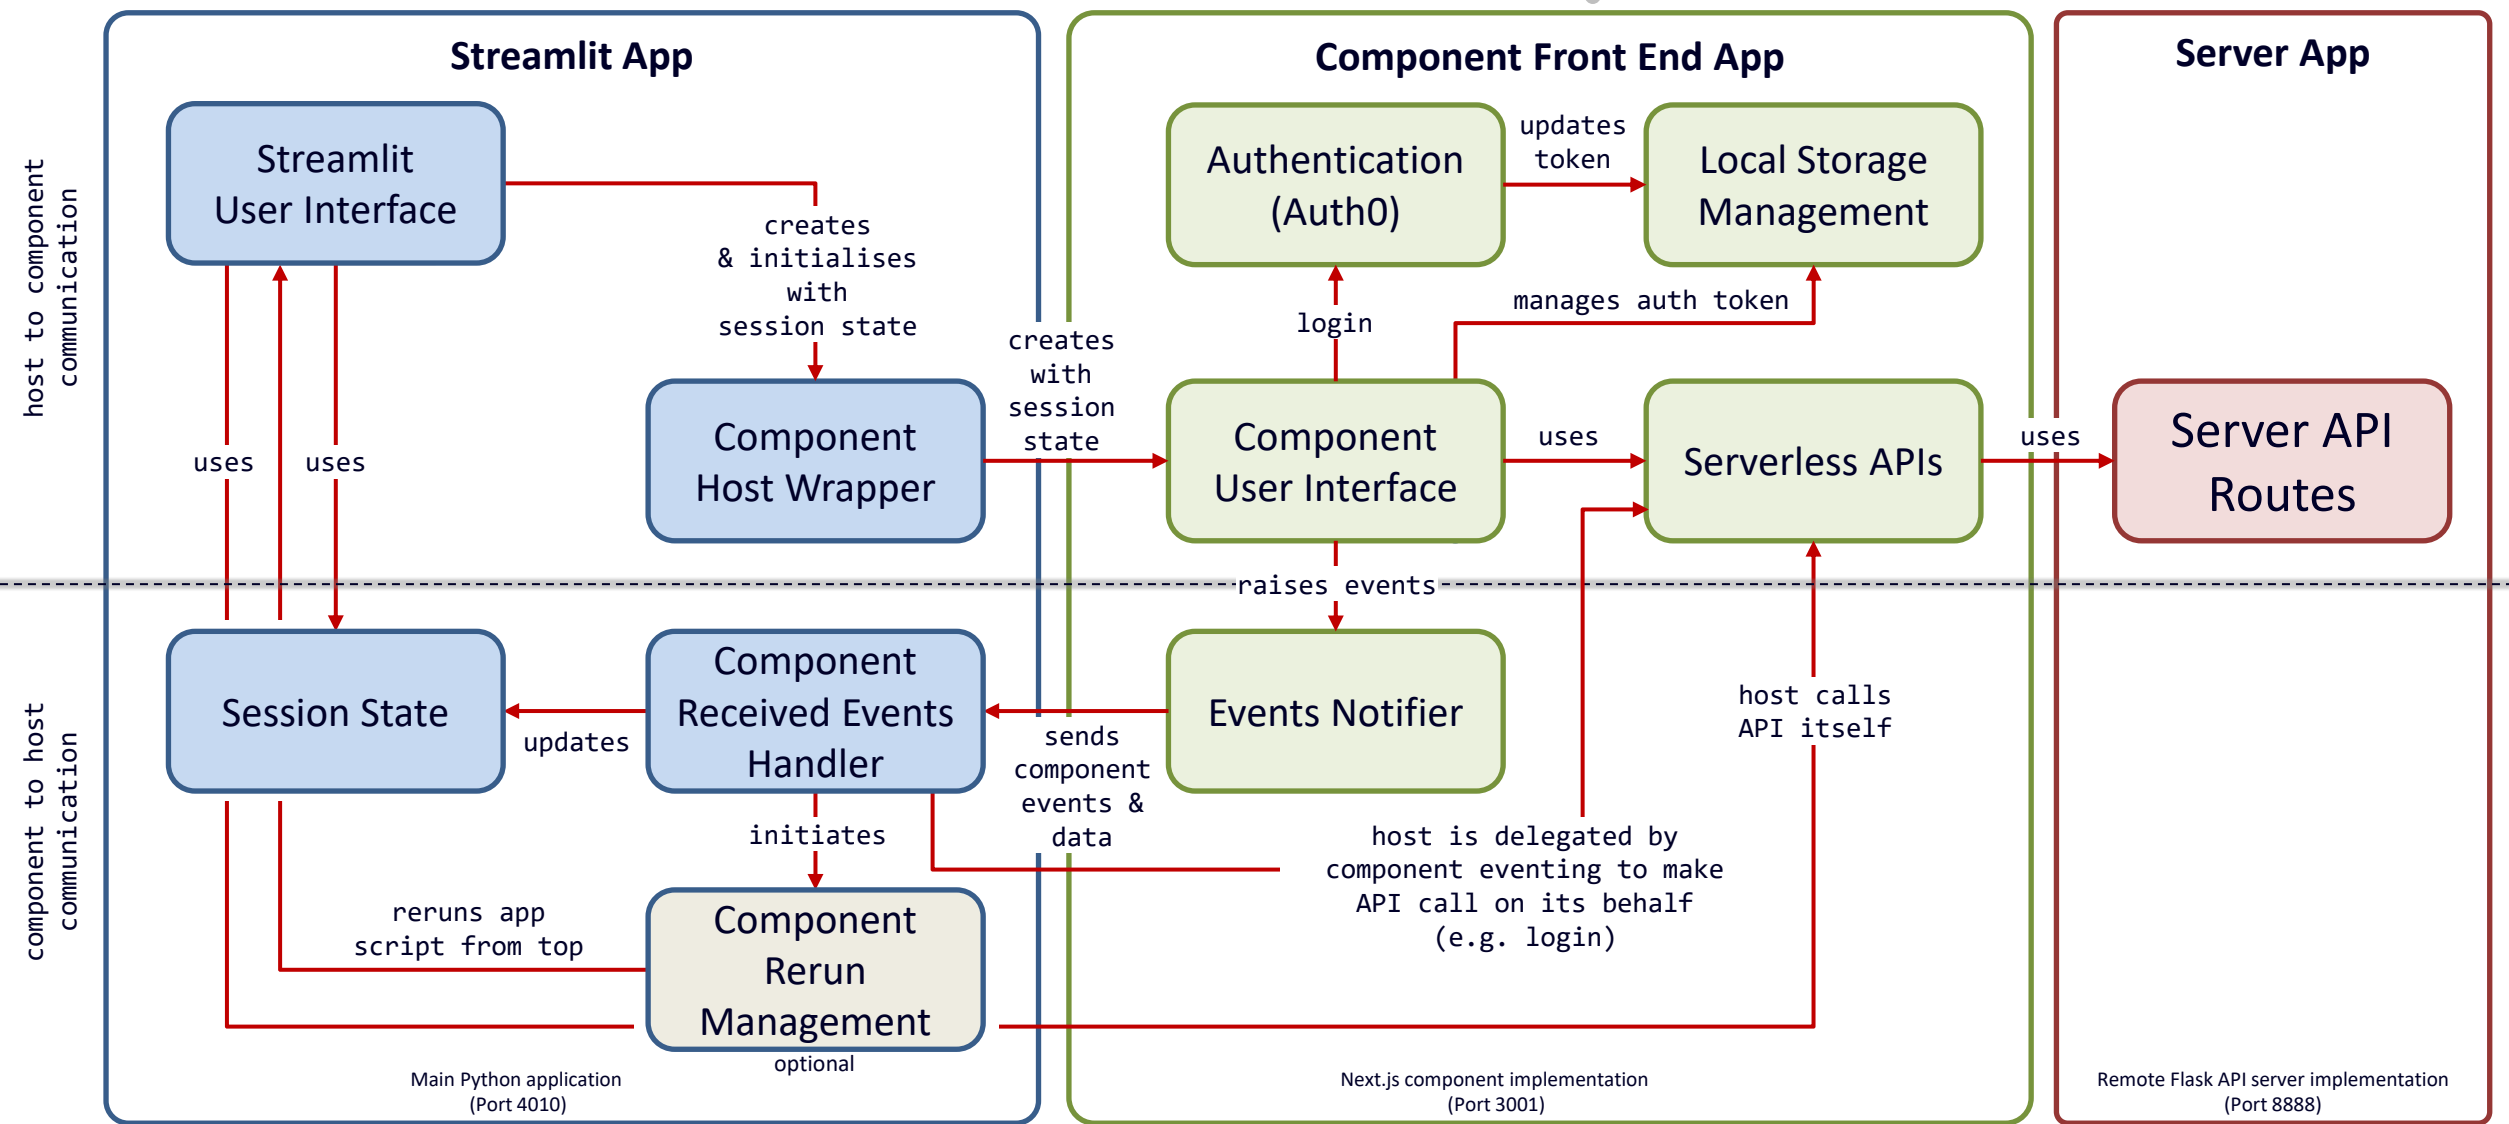 Streamlit App
Component Front End App
Server App
host to component
communication
component to host
communication
Streamlit
User Interface
creates
& initialises
with
session state
uses
uses
Component
Host Wrapper
creates
with
session
state
Authentication
(Auth0)
updates
token
Local Storage
Management
login
manages auth token
Component
User Interface
uses
Serverless APIs
uses
Server API
Routes
raises events
Session State
updates
Component
Received Events
Handler
sends
component
events &
data
Events Notifier
host calls
API itself
initiates
host is delegated by
component eventing to make
API call on its behalf
(e.g. login)
reruns app
script from top
Component
Rerun
Management
optional
Main Python application
(Port 4010)
Next.js component implementation
(Port 3001)
Remote Flask API server implementation
(Port 8888)